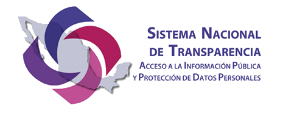 SISTEMA NACIONAL
DE TRANSPARENCIA
ACCESO A LA INFORMACIÓN PÚBLICA
Y PROTECCIÓN DE DATOS PERSONALES